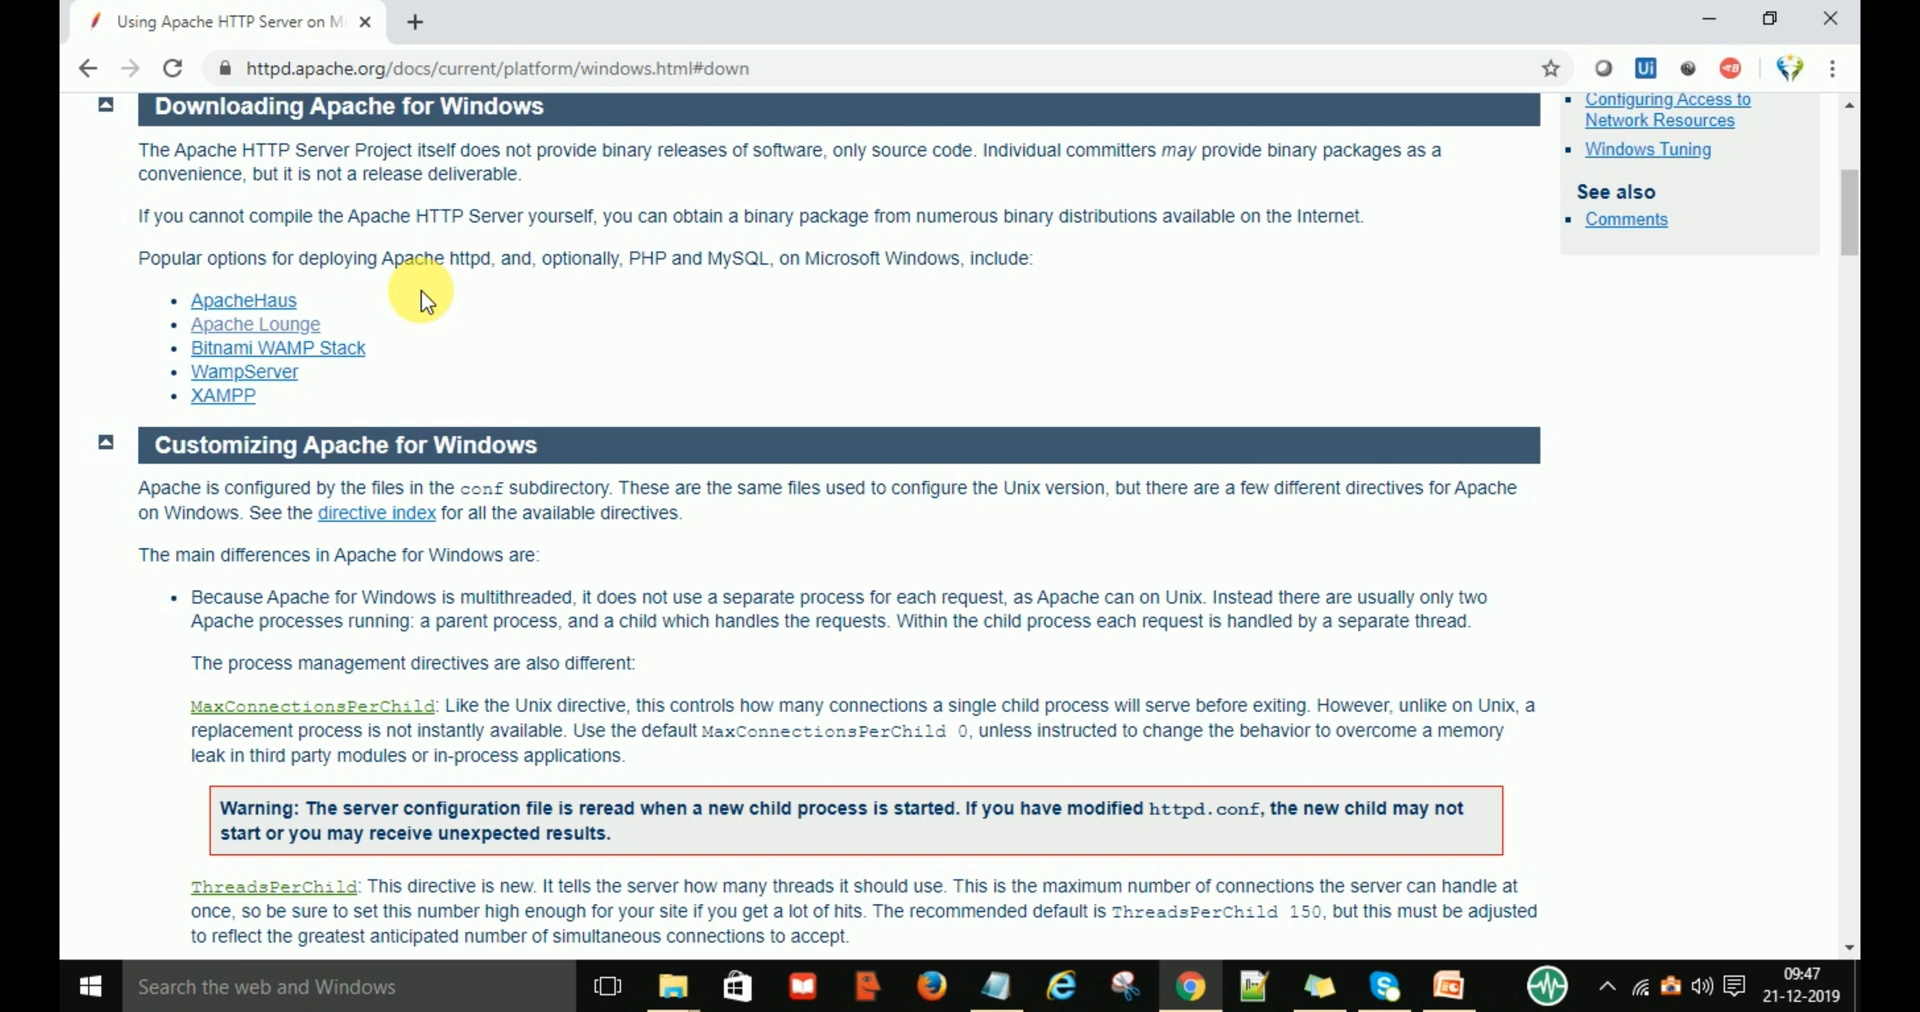 Using Apache HTTP Server on M
httpd.apache.org/docs/current/platform/windows.html#down
Ui
Downloading Apache for Windows
The Apache HTTP Server Project itself does not provide binary releases of software, only source code. Individual committers may provide binary packages as a
convenience, but it is not a release deliverable.
If you cannot compile the Apache HTTP Server yourself, you can obtain a binary package from numerous binary distributions available on the Internet.
Popular options for deploying Apache httpd, and, optionally, PHP and MySQL, on Microsoft Windows, include:
ApacheHaus
Apache Lounge
Bitnami WAMP Stack
WampServer
XAMPP
Configuring Access to
Network Resources
Windows Tuning
See also
Comments
Customizing Apache for Windows
Apache is configured by the files in the conf subdirectory. These are the same files used to configure the Unix version, but there are a few different directives for Apache
on Windows. See the directive index for all the available directives.
The main differences in Apache for Windows are:
Because Apache for Windows is multithreaded, it does not use a separate process for each request, as Apache can on Unix. Instead there are usually only two
Apache processes running: a parent process, and a child which handles the requests. Within the child process each request is handled by a separate thread.
The process management directives are also different:
MaxConnectionsPerChild: Like the Unix directive, this controls how many connections a single child process will serve before exiting. However, unlike on Unix, a
replacement process is not instantly available. Use the default MaxConnectionsPerChild 0, unless instructed to change the behavior to overcome a memory
leak in third party modules or in-process applications.
Warning: The server configuration file is reread when a new child process is started. If you have modified httpd.conf, the new child may not
start or you may receive unexpected results.
ThreadsPerChild: This directive is new. It tells the server how many threads it should use. This is the maximum number of connections the server can handle at
once, so be sure to set this number high enough for your site if you get a lot of hits. The recommended default is ThreadsPerChild 150, but this must be adjusted
to reflect the greatest anticipated number of simultaneous connections to accept.
Search the web and Windows
09:47
21-12-2019